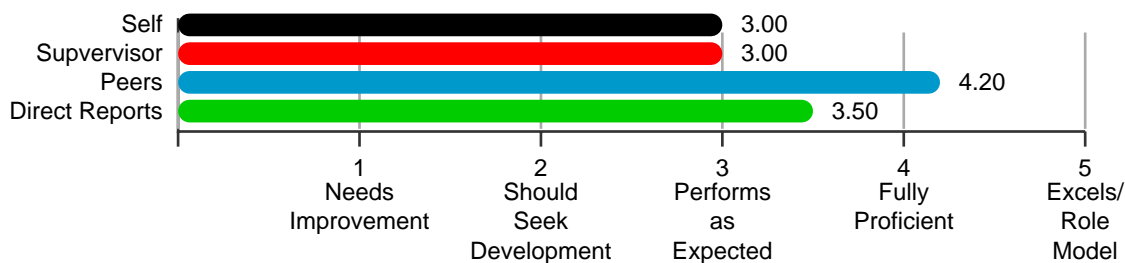 Self 3.00
Supvervisor 3.00
Peers 4.20
Direct Reports 3.50
1 2 3 4 5
Needs Should Performs Fully Excels/
Improvement Seek as Proficient Role
Development Expected Model